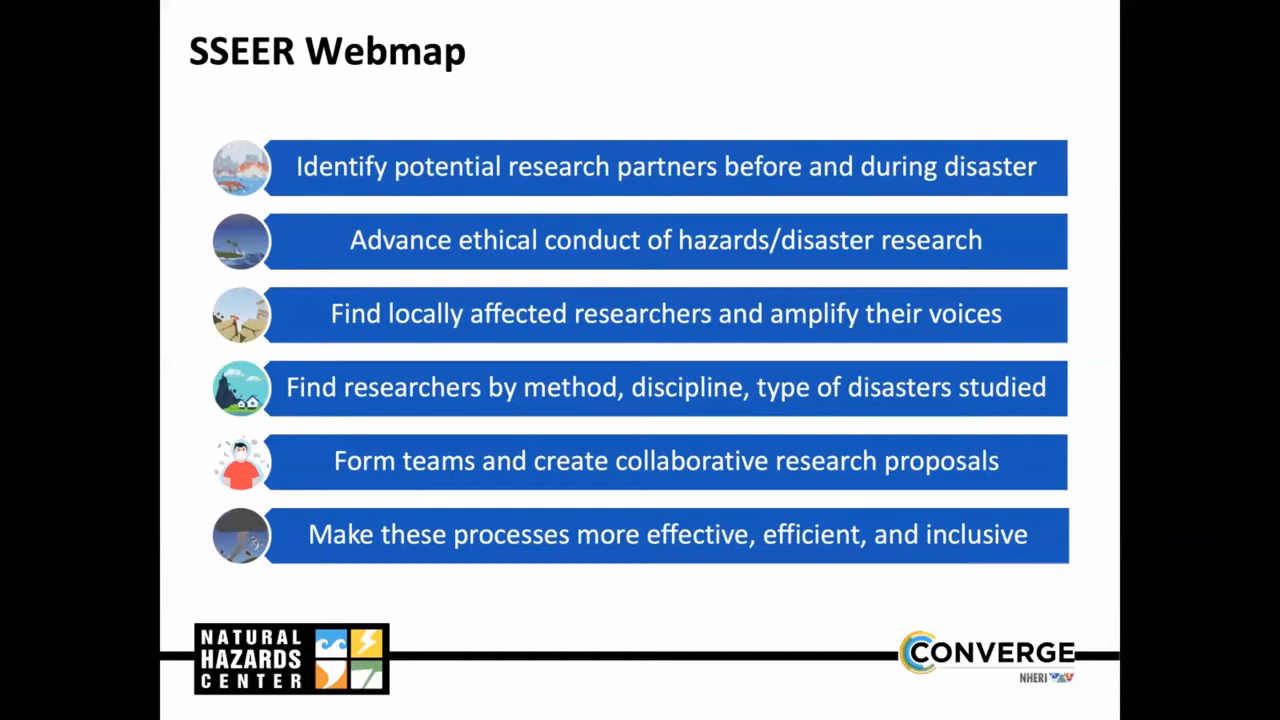 SSEER Webmap
Identify potential research partners before and during disaster
Advance ethical conduct of hazards/disaster research
Find locally affected researchers and amplify their voices
Find researchers by method, discipline, type of disasters studied
Form teams and create collaborative research proposals
Make these processes more effective, efficient, and inclusive
NATURAL
HAZARDS
CENTER
CONVERGE
NHERI